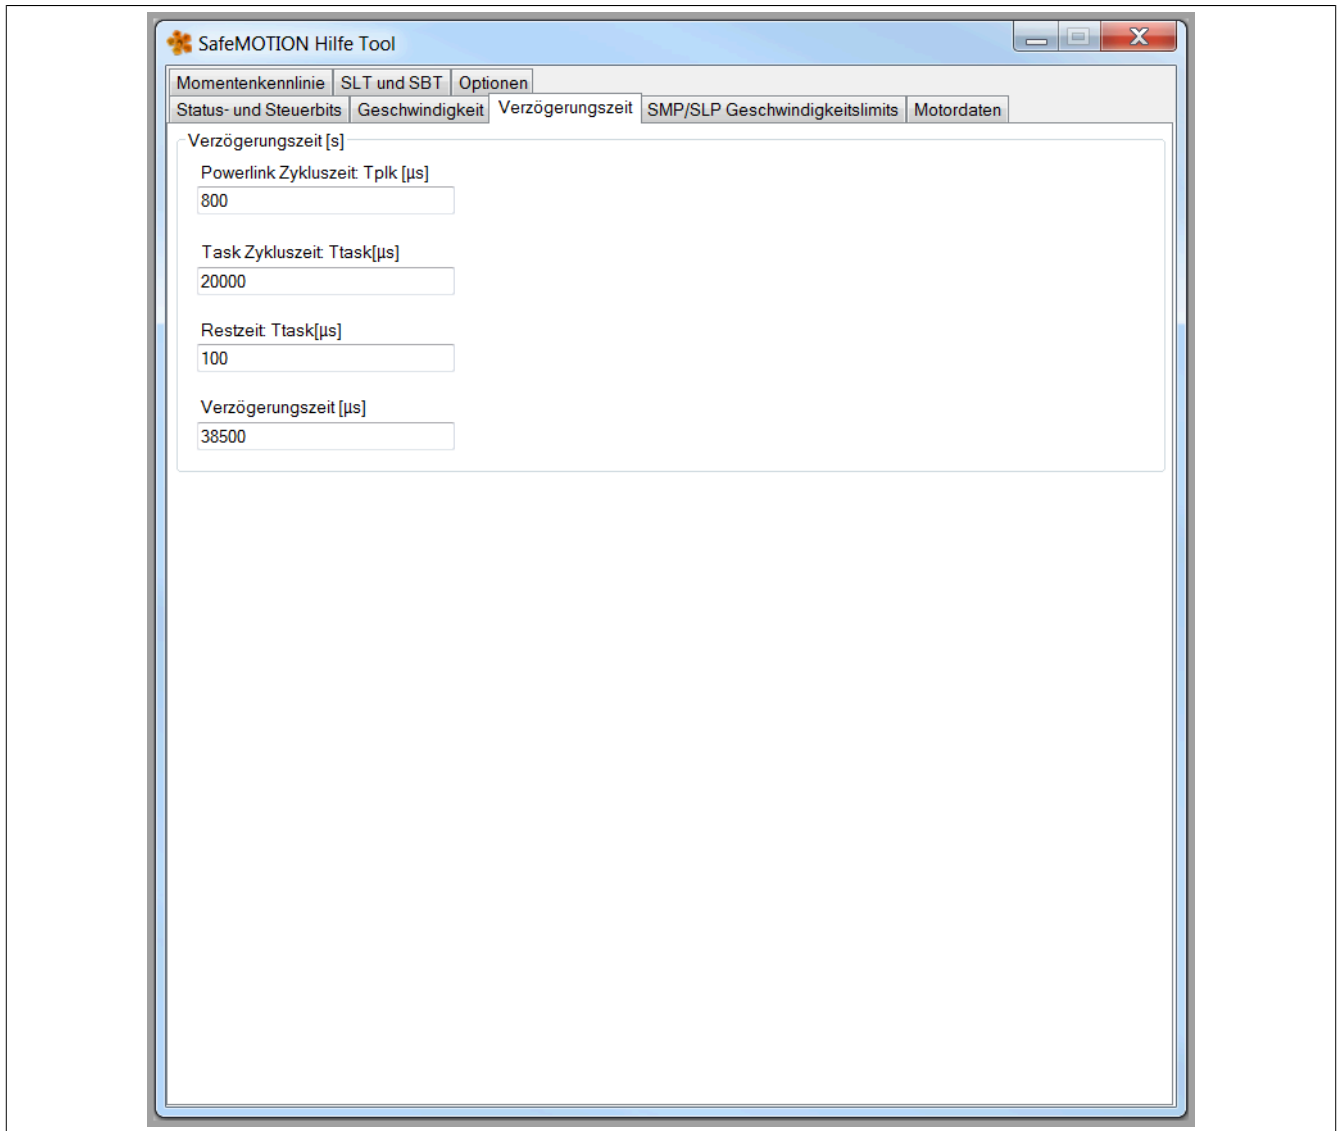 SafeMOTION Hilfe Tool
Momentenkennlinie SLT und SBT Optionen
Status- und Steuerbits Geschwindigkeit Verzögerungszeit SMP/SLP Geschwindigkeitslimits Motordaten
Verzögerungszeit [s]
Powerlink Zykluszeit: Tplk [µs]
800
Task Zykluszeit: Ttask[µs]
20000
Restzeit: Ttask[µs]
100
Verzögerungszeit [µs]
38500